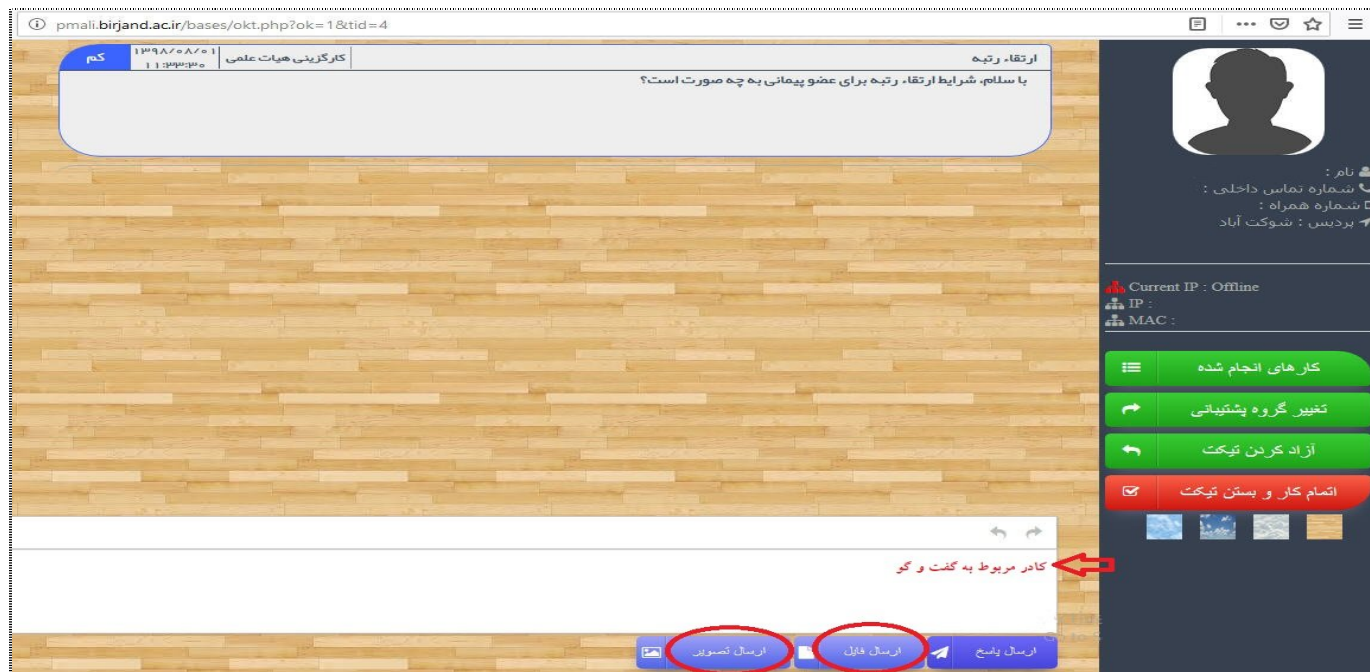 pmali.birjand.ac.ir/bases/okt.php?ok=1&tid=4
ارتقاء رتبه
کارگزینی هیات علمی
۱۳۹۸/۰۸/۰۱
۱۱:۳۳:۳۰
کم
با سلام، شرایط ارتقاء رتبه برای عضو پیمانی به چه صورت است؟
نام :
شماره تماس داخلی :
شماره همراه :
پردیس : شوکت آباد
Current IP : Offline
IP :
MAC :
کارهای انجام شده
تغییر گروه پشتیبانی
آزاد کردن تیکت
اتمام کار و بستن تیکت
کادر مربوط به گفت و گو
ارسال پاسخ
ارسال فایل
ارسال تصویر